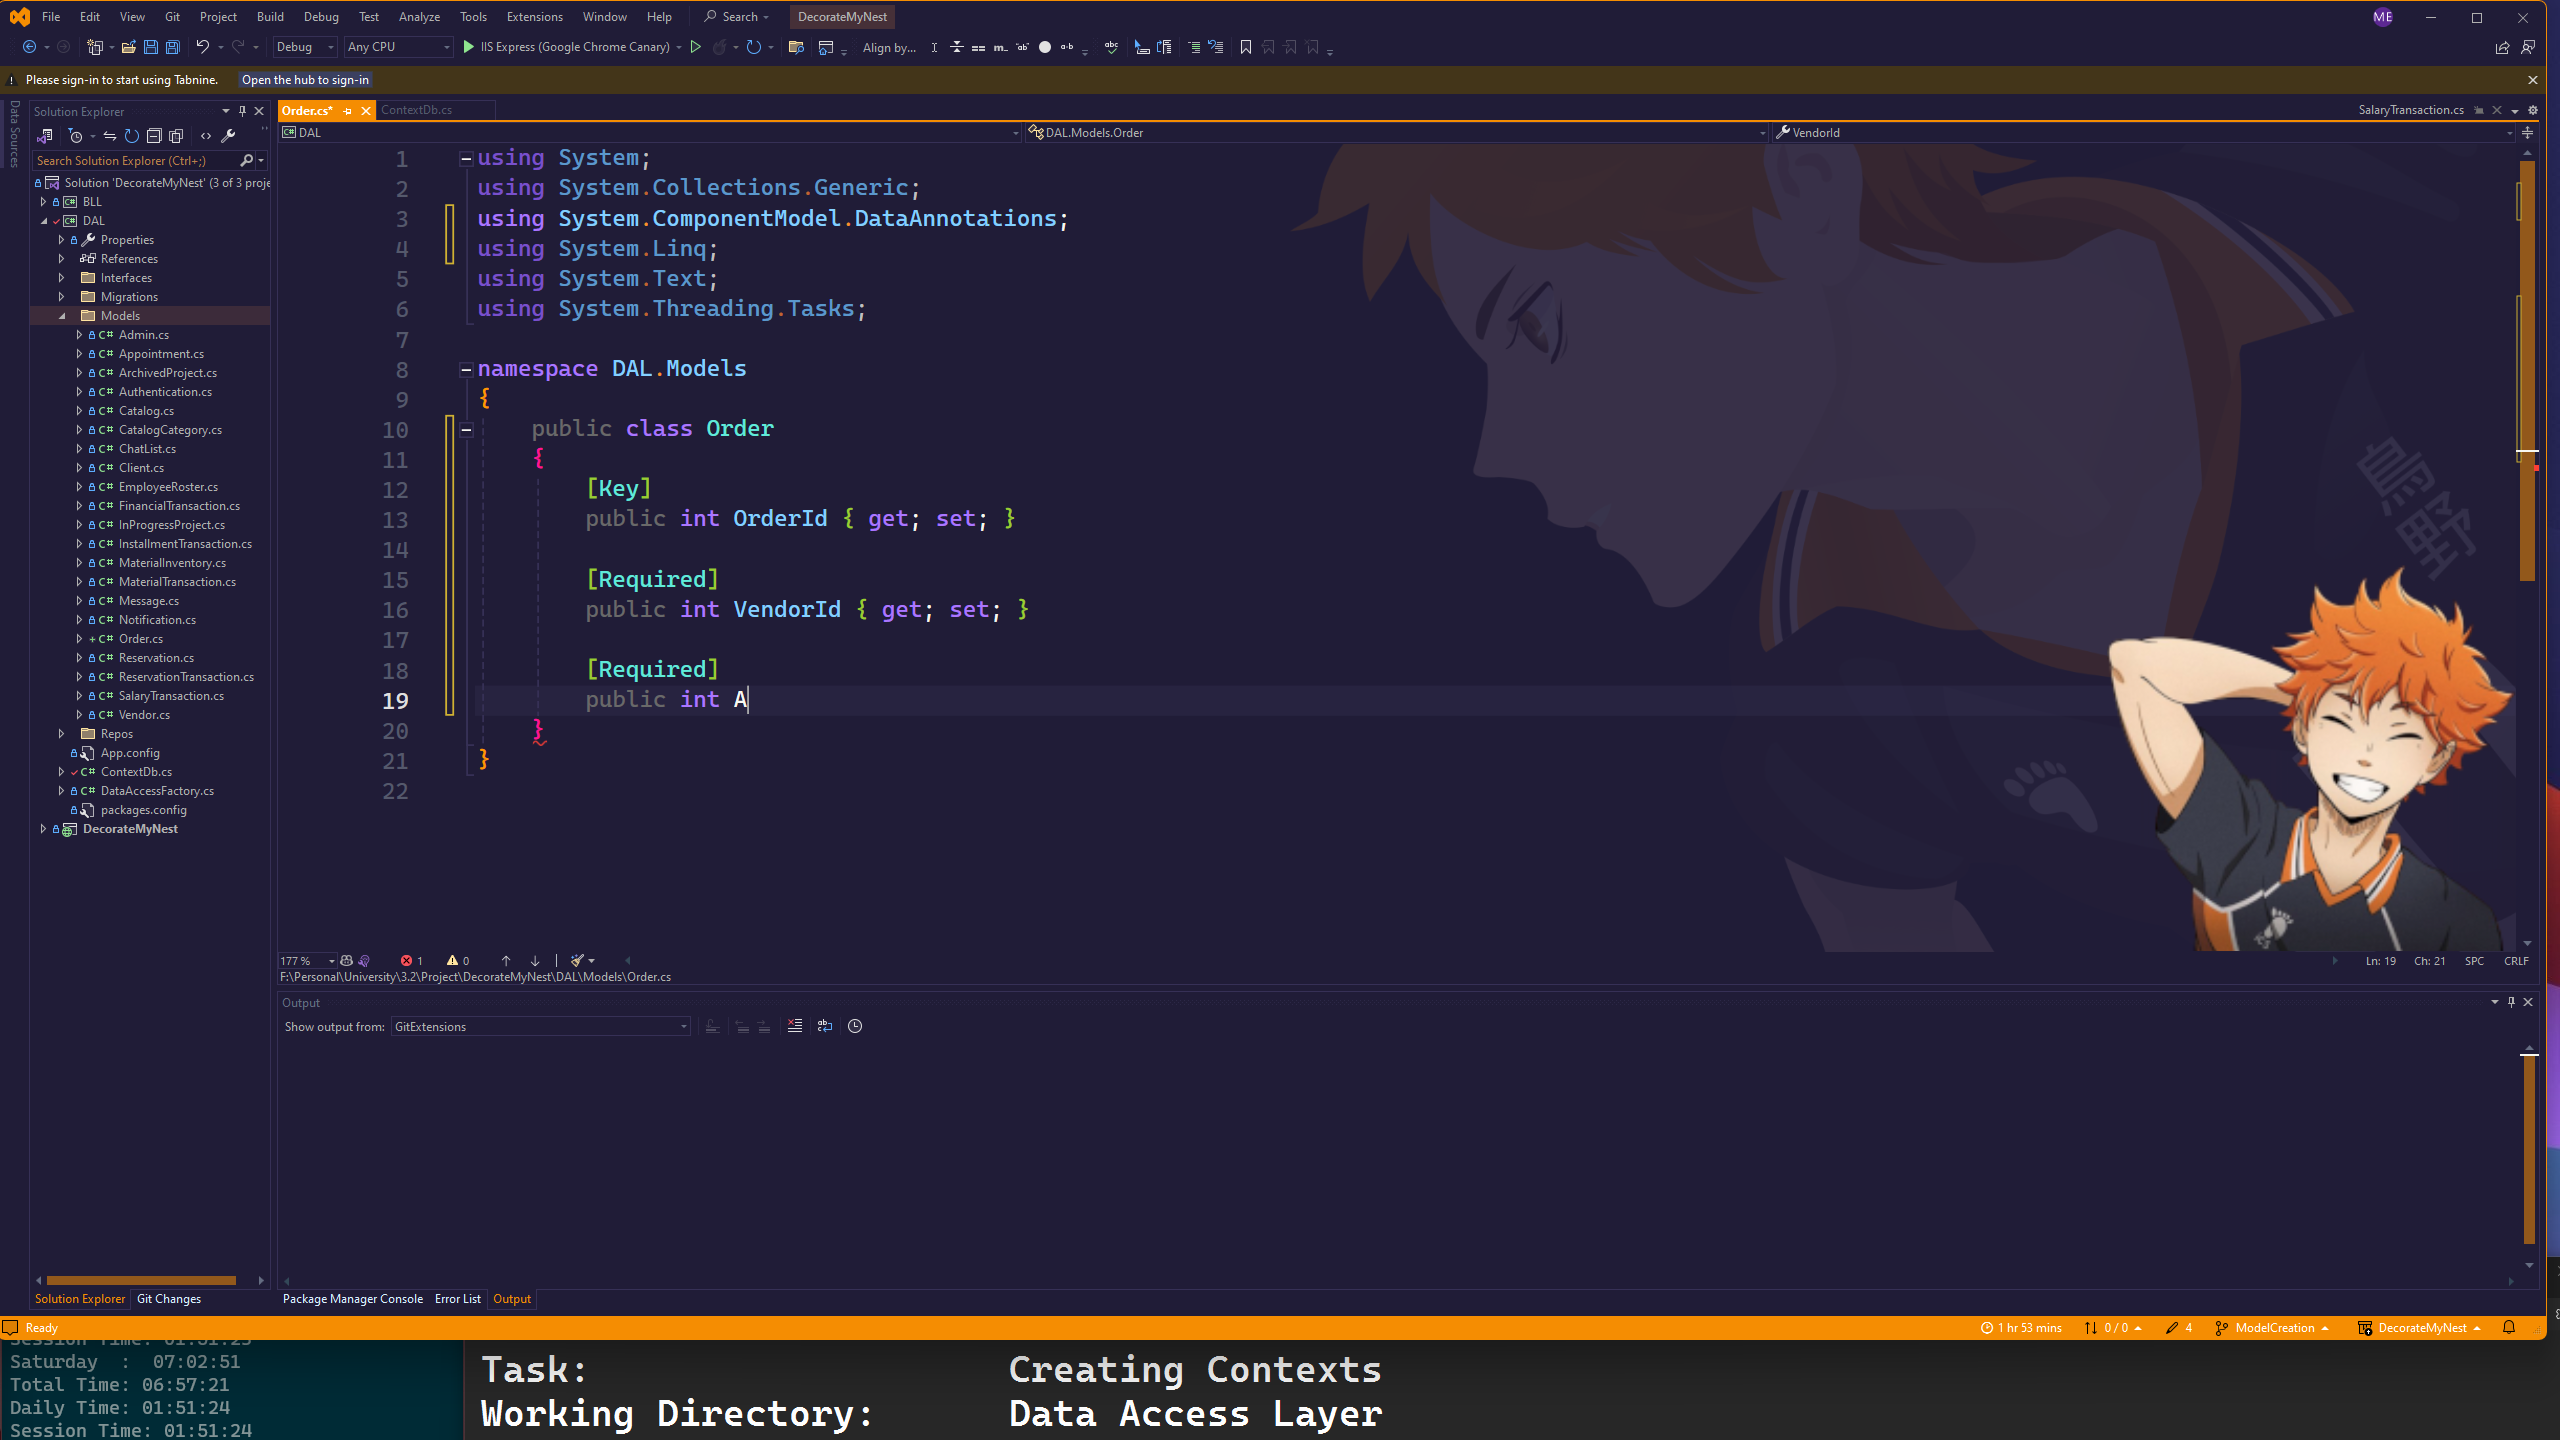 File Edit View Git Project Build Debug Test Analyze Tools Extensions Window Help Search DecorateMyNest ME
Debug Any CPU IIS Express (Google Chrome Canary) Align by...
Please sign-in to start using Tabnine. Open the hub to sign-in
Data Sources
Solution Explorer
Search Solution Explorer (Ctrl+;)
Solution 'DecorateMyNest' (3 of 3 proje
BLL
DAL
Properties
References
Interfaces
Migrations
Models
Admin.cs
Appointment.cs
ArchivedProject.cs
Authentication.cs
Catalog.cs
CatalogCategory.cs
ChatList.cs
Client.cs
EmployeeRoster.cs
FinancialTransaction.cs
InProgressProject.cs
InstallmentTransaction.cs
MaterialInventory.cs
MaterialTransaction.cs
Message.cs
Notification.cs
Order.cs
Reservation.cs
ReservationTransaction.cs
SalaryTransaction.cs
Vendor.cs
Repos
App.config
ContextDb.cs
DataAccessFactory.cs
packages.config
DecorateMyNest
Solution Explorer Git Changes
Order.cs* ContextDb.cs SalaryTransaction.cs
DAL DAL.Models.Order VendorId
1 using System;
2 using System.Collections.Generic;
3 using System.ComponentModel.DataAnnotations;
4 using System.Linq;
5 using System.Text;
6 using System.Threading.Tasks;
7
8 namespace DAL.Models
9 {
10 public class Order
11 {
12 [Key]
13 public int OrderId { get; set; }
14
15 [Required]
16 public int VendorId { get; set; }
17
18 [Required]
19 public int A
20 }
21 }
22
烏野
177 % 1 0 Ln: 19 Ch: 21 SPC CRLF
F:\Personal\University\3.2\Project\DecorateMyNest\DAL\Models\Order.cs
Output
Show output from: GitExtensions
Package Manager Console Error List Output
Ready 1 hr 53 mins 0 / 0 4 ModelCreation DecorateMyNest
Saturday : 07:02:51
Total Time: 06:57:21
Daily Time: 01:51:24
Session Time: 01:51:24
Task: Creating Contexts
Working Directory: Data Access Layer